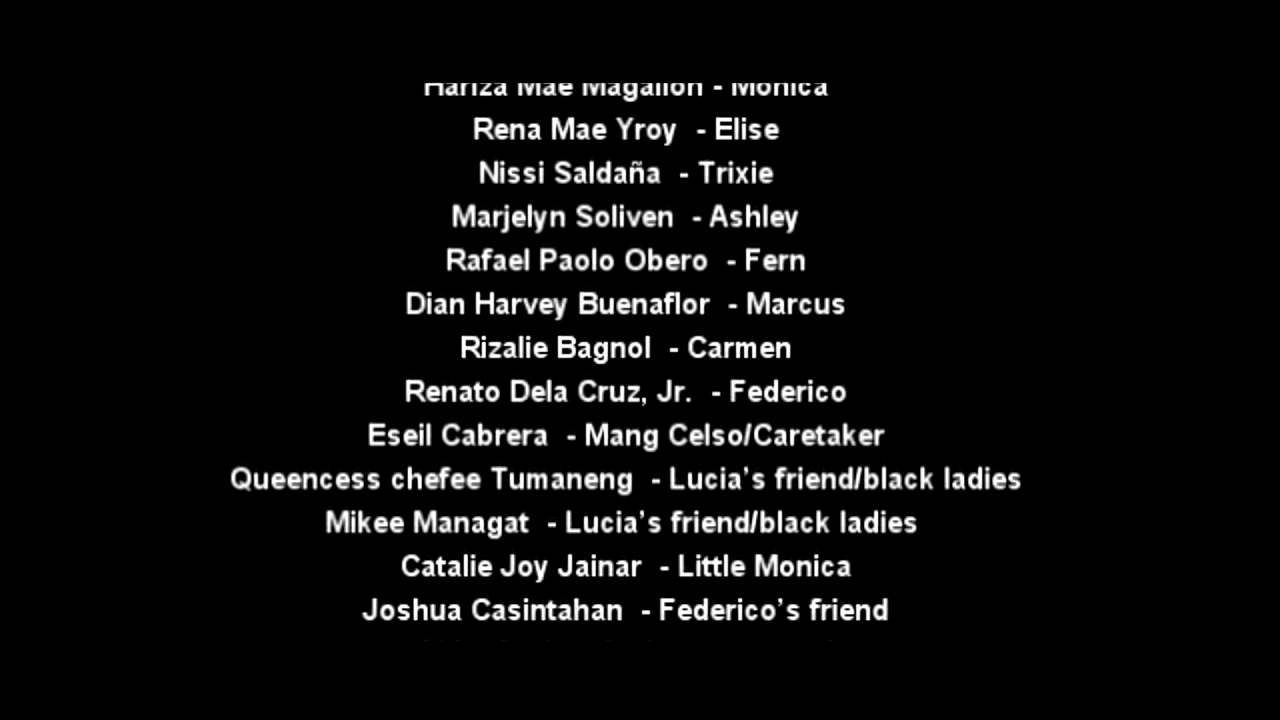 Mae - Monica
Rena Mae Yroy - Elise
Nissi Saldaña - Trixie
Marjelyn Soliven - Ashley
Rafael Paolo Obero - Fern
Dian Harvey Buenaflor - Marcus
Rizalie Bagnol - Carmen
Renato Dela Cruz, Jr. - Federico
Eseil Cabrera - Mang Celso/Caretaker
Queencess chefee Tumaneng - Lucia’s friend/black ladies
Mikee Managat - Lucia’s friend/black ladies
Catalie Joy Jainar - Little Monica
Joshua Casintahan - Federico’s friend